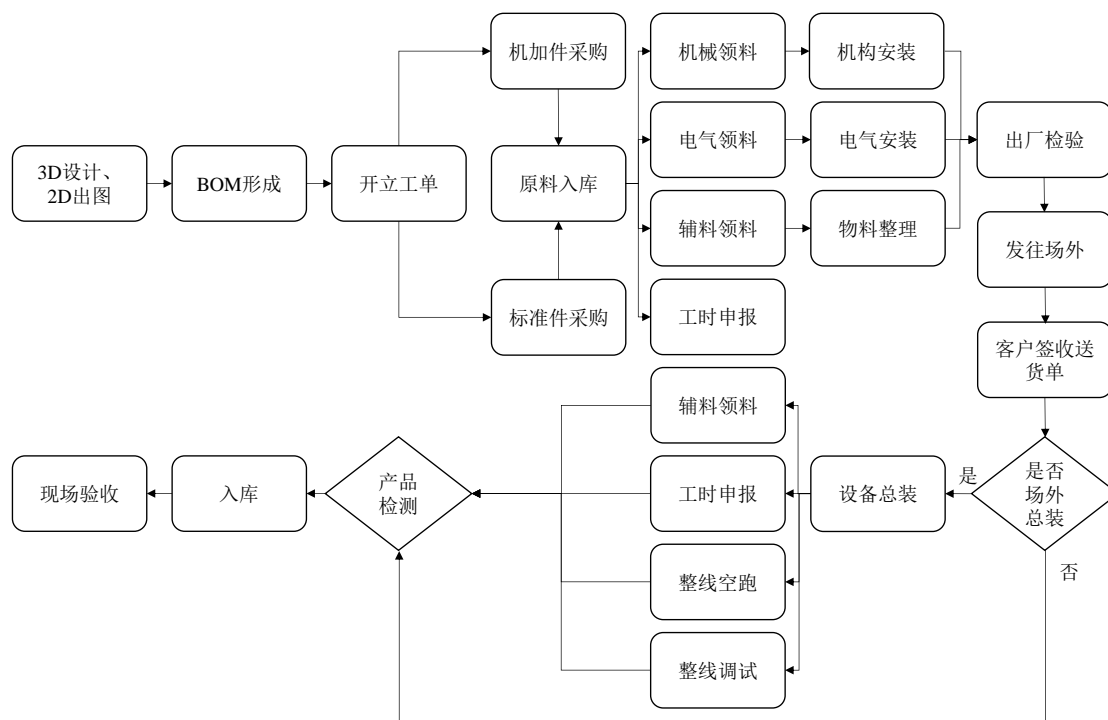 3D设计、
2D出图
BOM形成
开立工单
机加件采购
原料入库
标准件采购
机械领料
机构安装
电气领料
电气安装
辅料领料
物料整理
工时申报
出厂检验
发往场外
客户签收送
货单
是否
场外
总装
是
否
设备总装
辅料领料
工时申报
整线空跑
整线调试
产品
检测
入库
现场验收